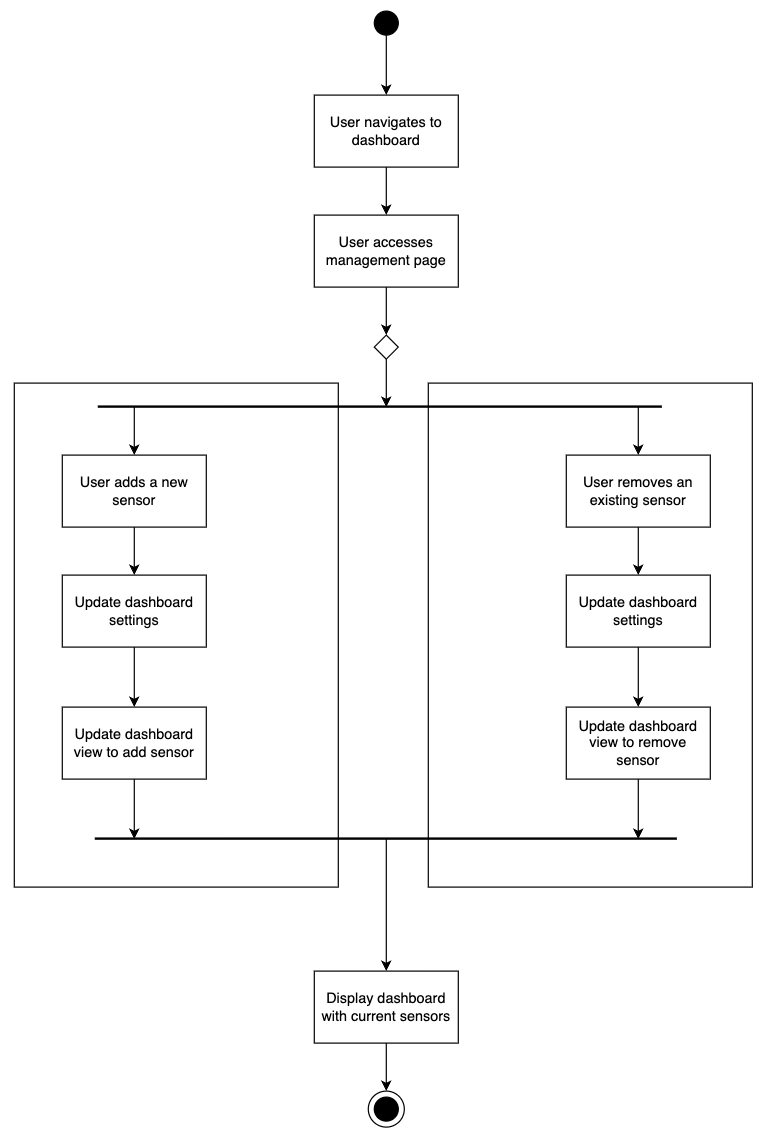 User navigates to
dashboard
User accesses
management page
User adds a new
sensor
User removes an
existing sensor
Update dashboard
settings
Update dashboard
settings
Update dashboard
view to add sensor
Update dashboard
view to remove
sensor
Display dashboard
with current sensors